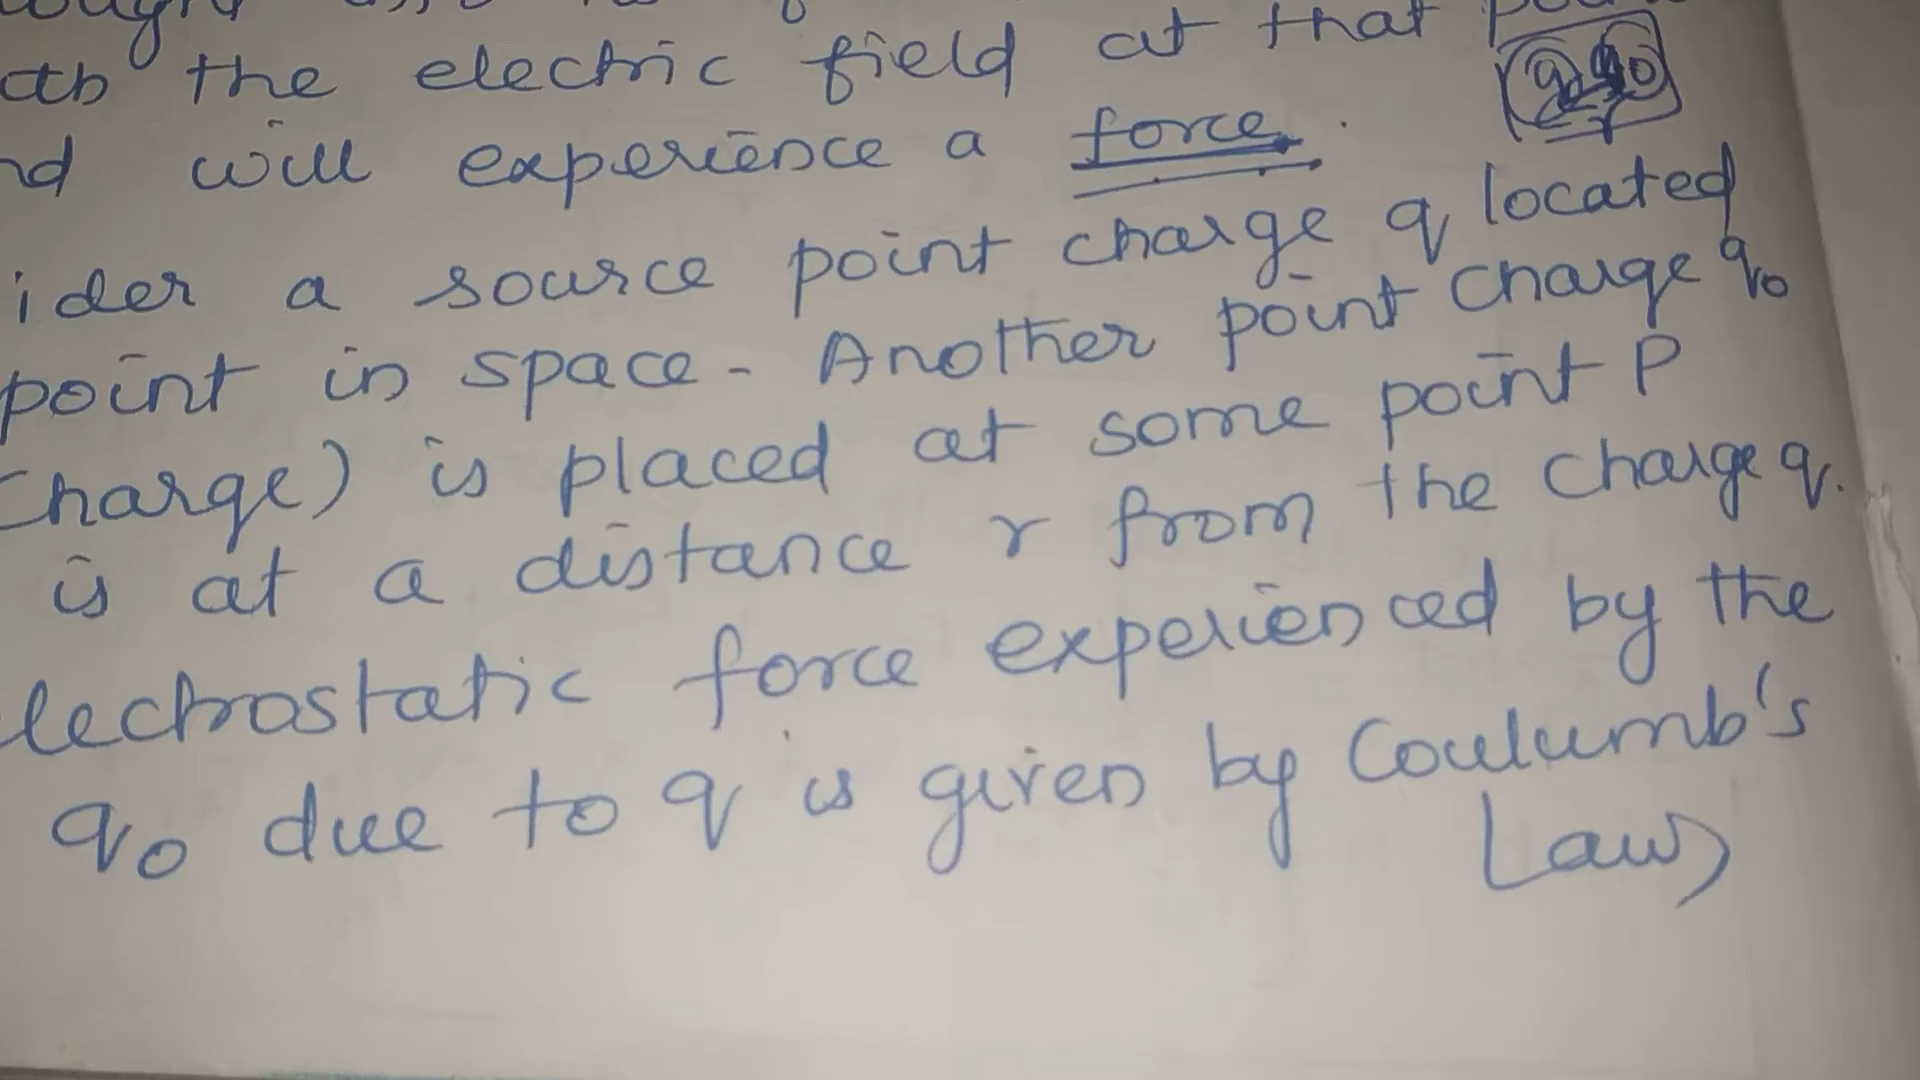 the electric field at that
will experience a force.
ider a source point charge q located
point in space - Another point charge q₀
charge) is placed at some point P
is at a distance r from the charge q.
lectrostatic force experienced by the
q₀ due to q is given by Coulumb's
Law